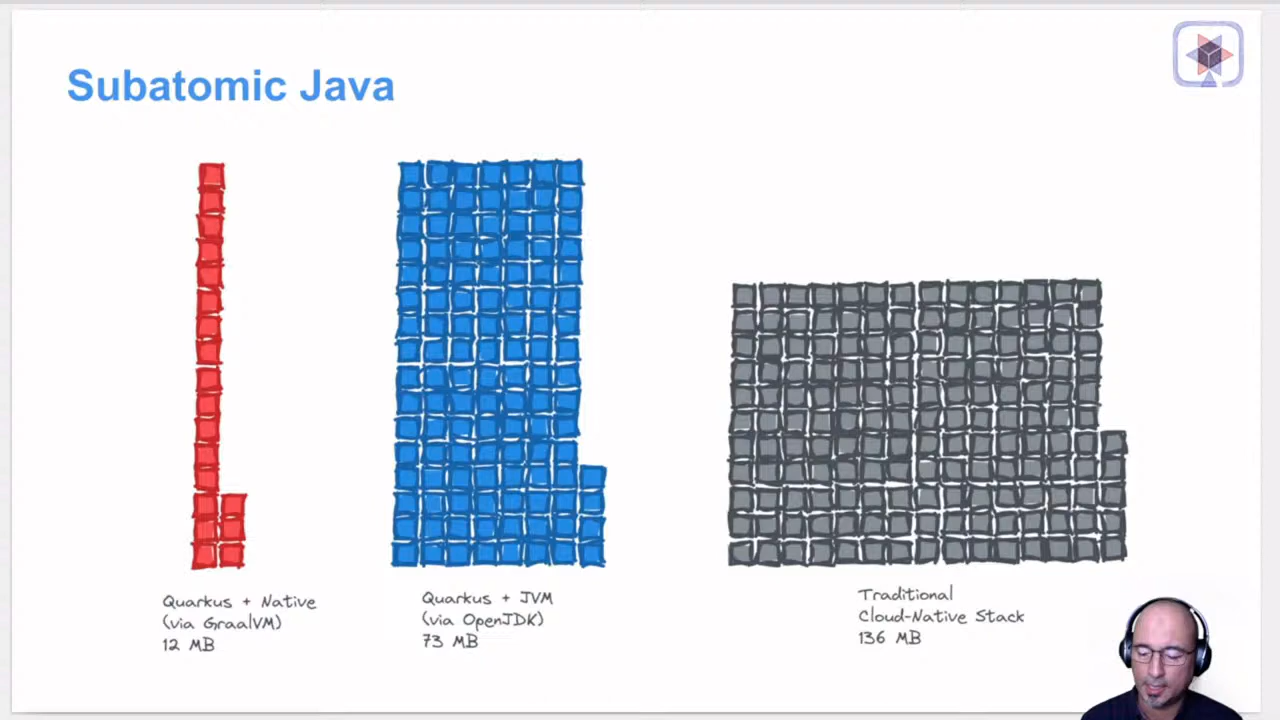 Subatomic Java
Quarkus + Native
(via GraalVM)
12 MB
Quarkus + JVM
(via OpenJDK)
73 MB
Traditional
Cloud-Native Stack
136 MB